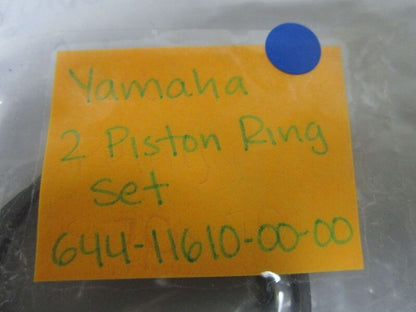 Yamaha
2 Piston Ring
Set
644-11610-00-00